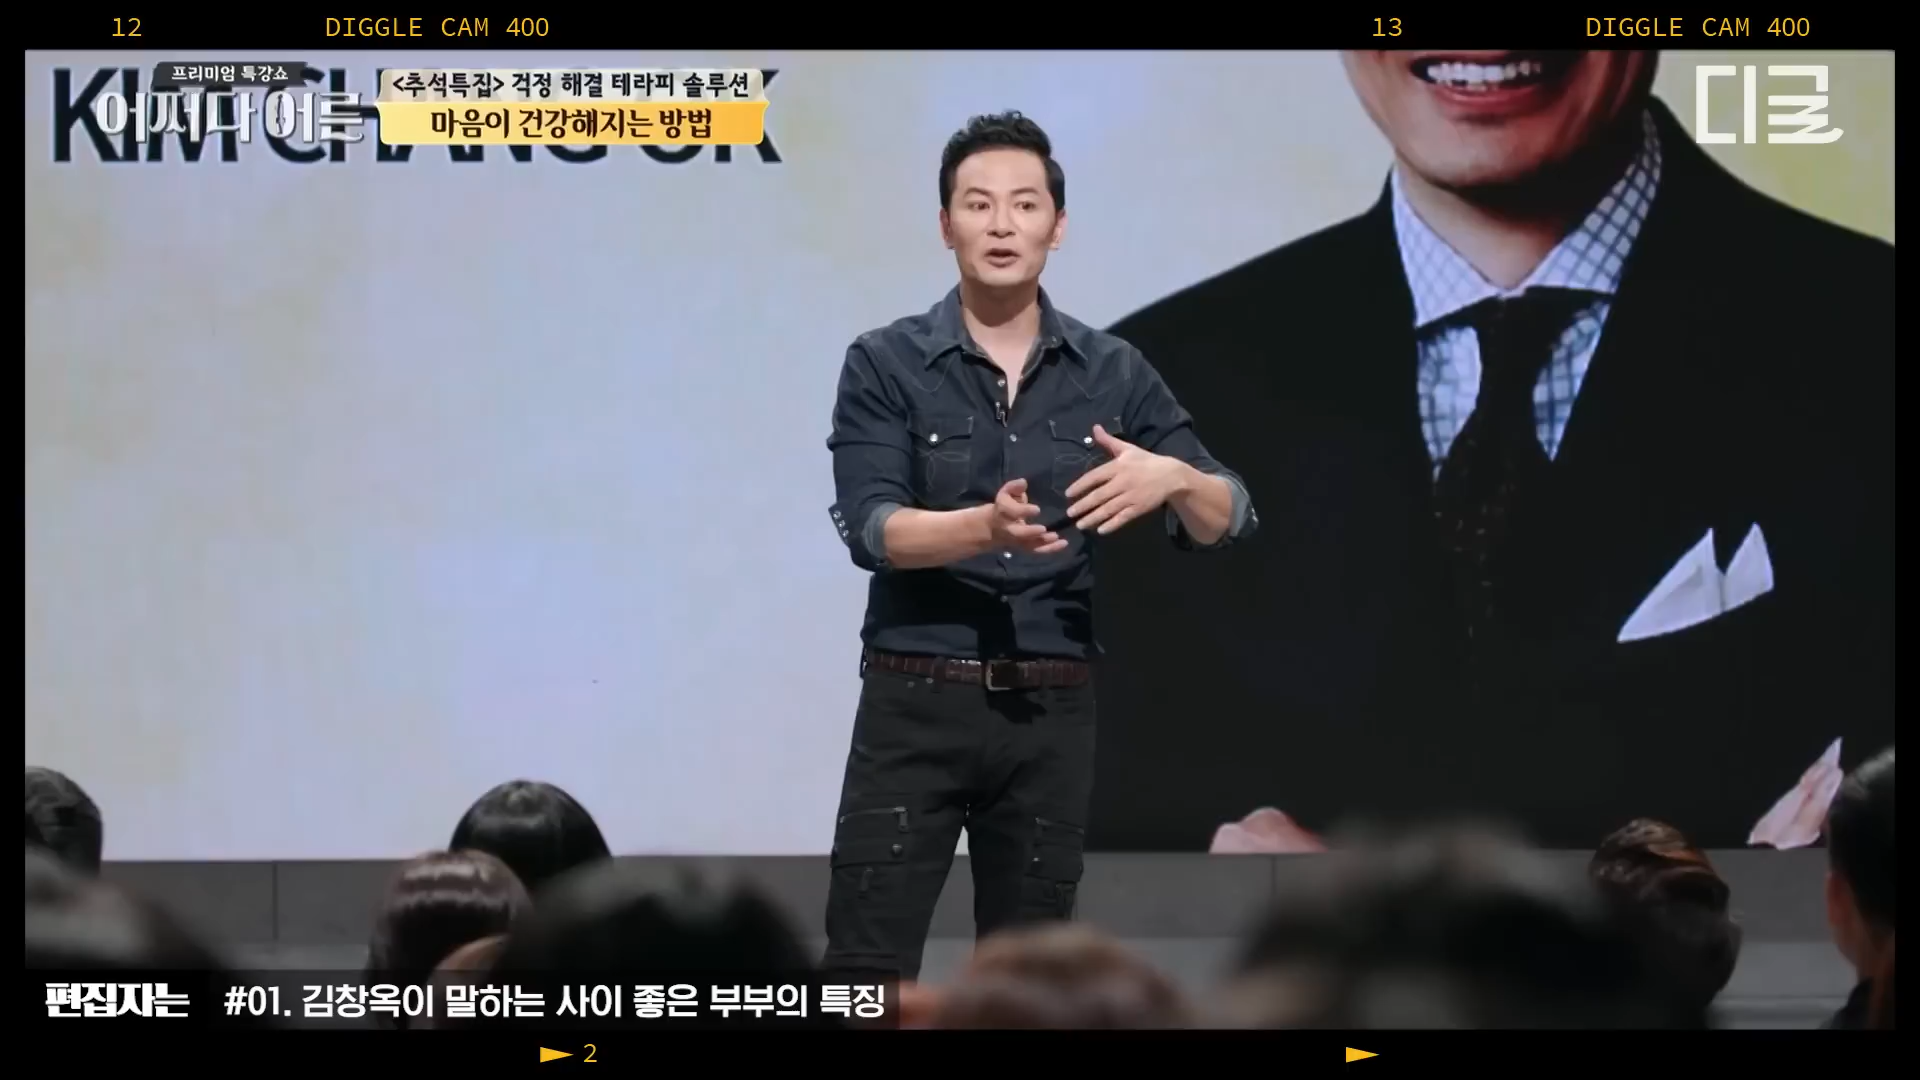 12
DIGGLE CAM 400
13
DIGGLE CAM 400
KIM CHANG OK
프리미엄 특강쇼
어쩌다 어른
<추석특집> 걱정 해결 테라피 솔루션
마음이 건강해지는 방법
디글
편집자는
#01. 김창옥이 말하는 사이 좋은 부부의 특징
2